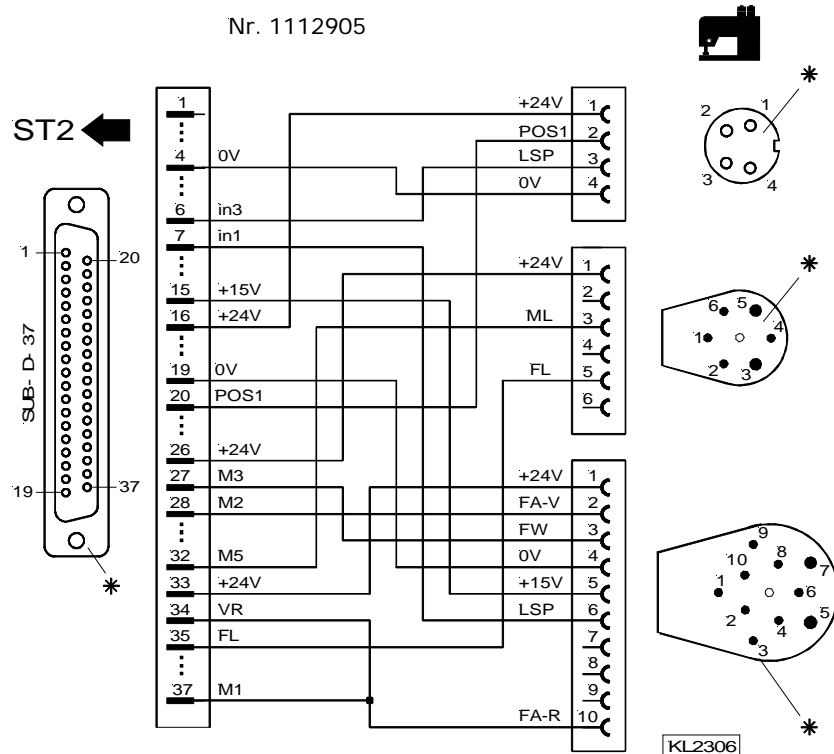 Nr. 1112905
ST2
SUB-D-37
1
20
19
37
1
4 0V
6 in3
7 in1
15 +15V
16 +24V
19 0V
20 POS1
26 +24V
27 M3
28 M2
32 M5
33 +24V
34 VR
35 FL
37 M1
+24V 1
POS1 2
LSP 3
0V 4
+24V 1
2
ML 3
4
FL 5
6
+24V 1
FA-V 2
FW 3
0V 4
+15V 5
LSP 6
7
8
9
FA-R 10
*
2 1
3 4
*
6 5
1 4
2 3
9
10 8 7
1 6
2 4 5
3
*
*
KL2306